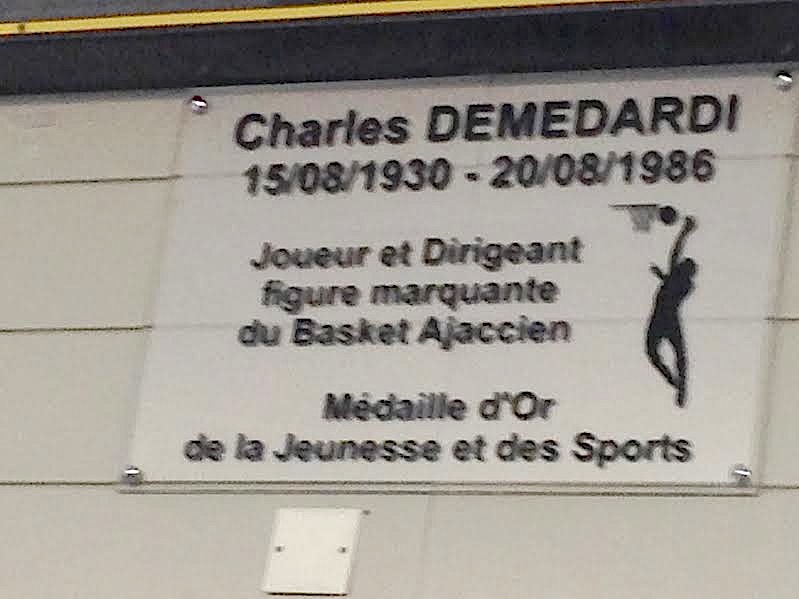 Charles DEMEDARDI
15/08/1930 - 20/08/1986
Joueur et Dirigeant
figure marquante
du Basket Ajaccien
Médaille d'Or
de la Jeunesse et des Sports